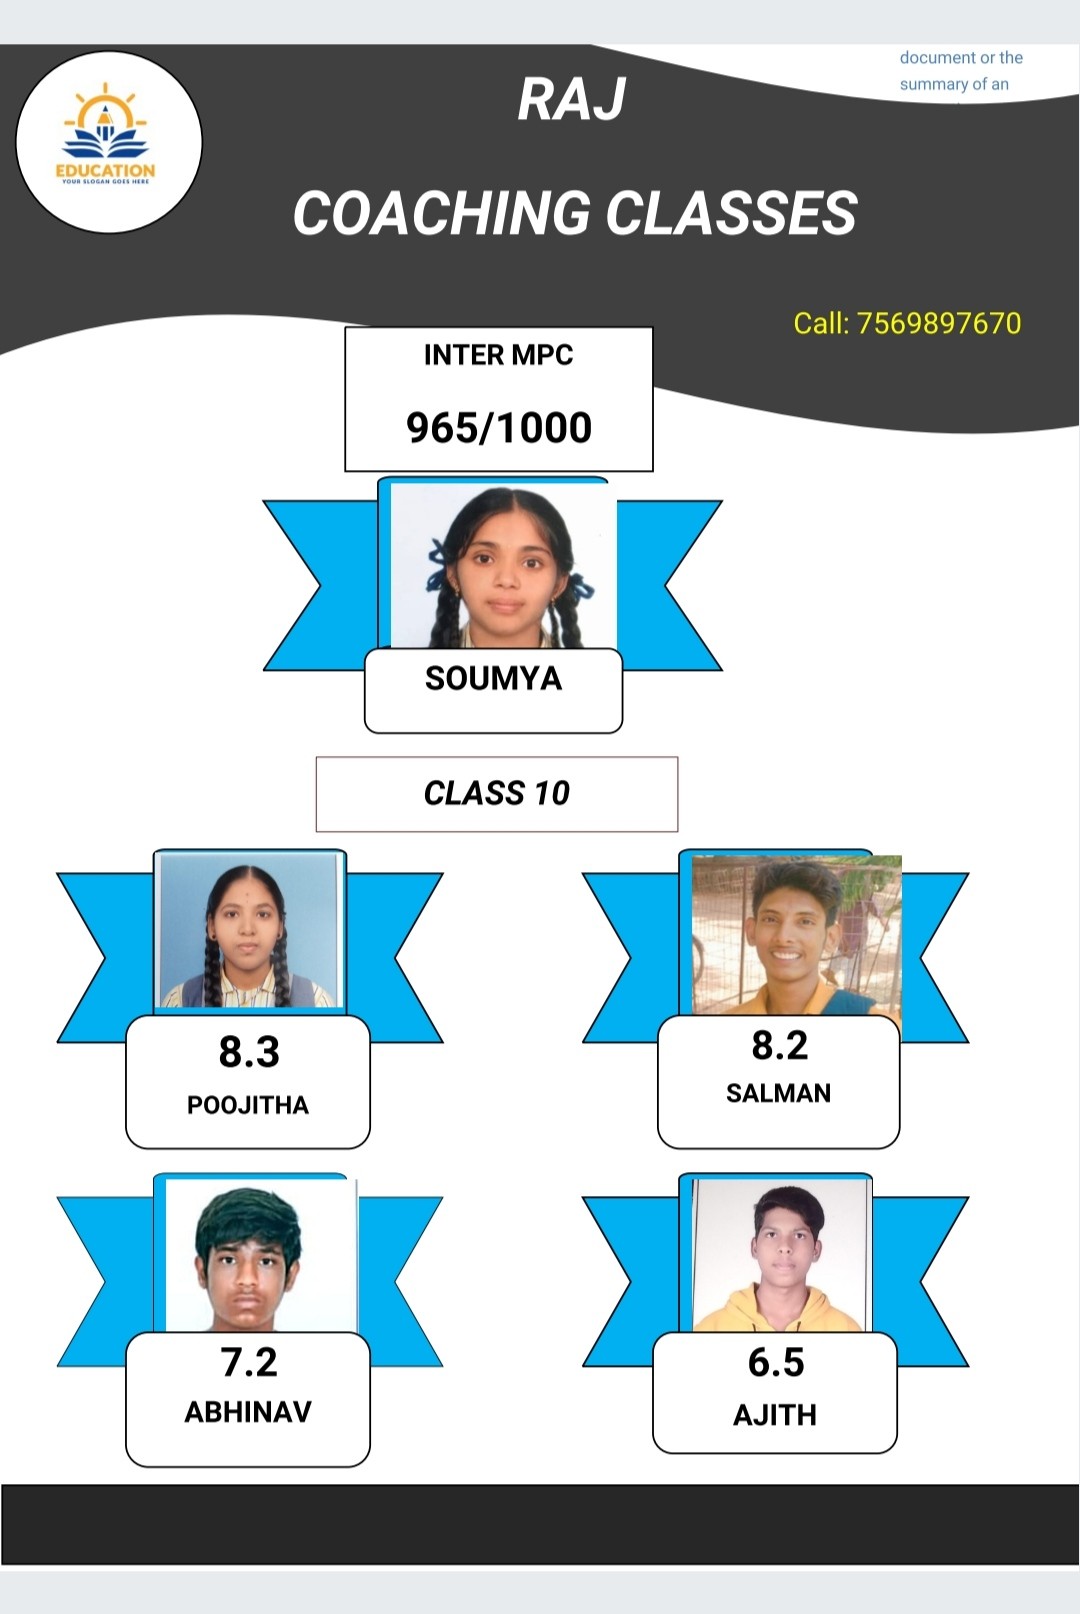 document or the
summary of an
RAJ
COACHING CLASSES
EDUCATION
YOUR SLOGAN GOES HERE
Call: 7569897670
INTER MPC
965/1000
SOUMYA
CLASS 10
8.3
POOJITHA
8.2
SALMAN
7.2
ABHINAV
6.5
AJITH